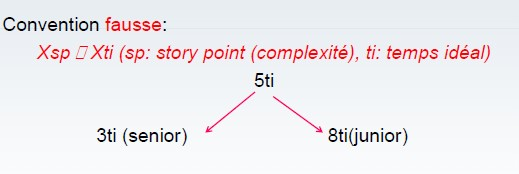 Convention fausse:
Xsp ▯ Xti (sp: story point (complexité), ti: temps idéal)
5ti
3ti (senior) 8ti(junior)